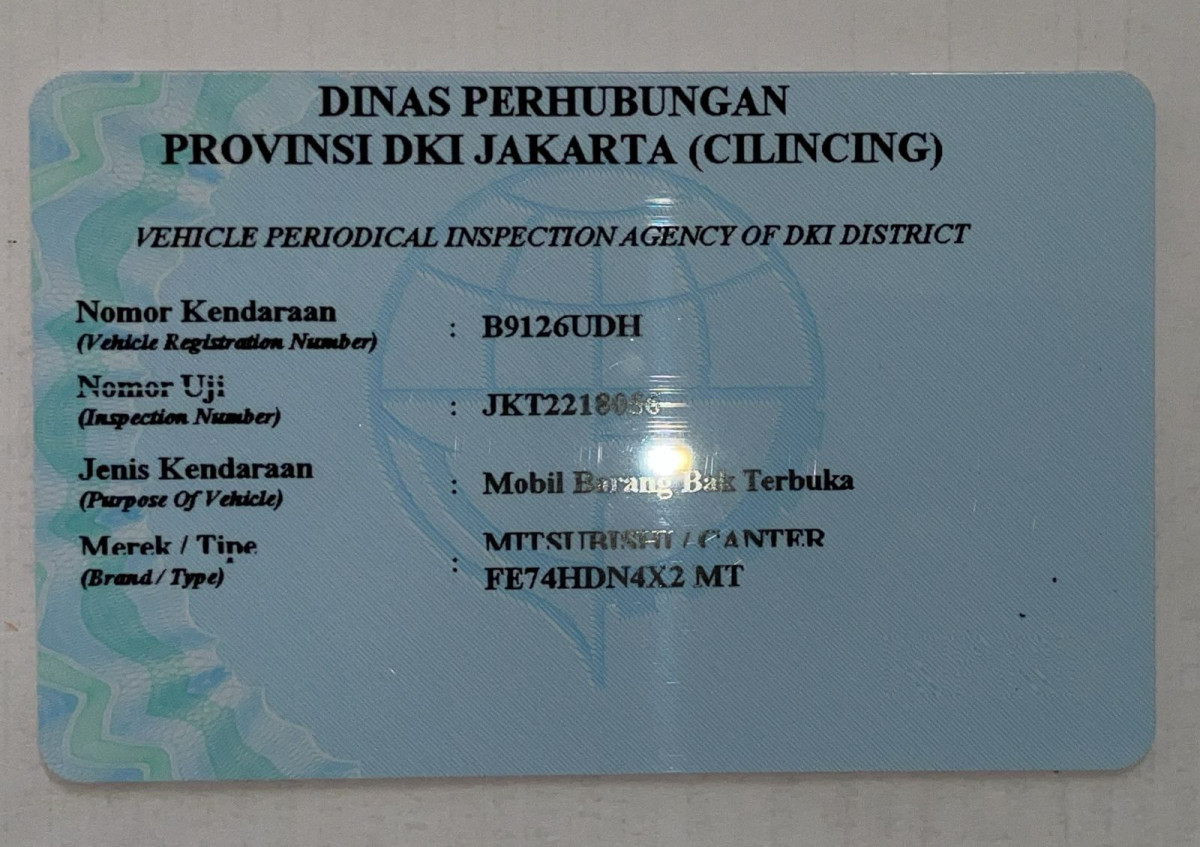 DINAS PERHUBUNGAN
PROVINSI DKI JAKARTA (CILINCING)
VEHICLE PERIODICAL INSPECTION AGENCY OF DKI DISTRICT
Nomor Kendaraan : B9126UDH
(Vehicle Registration Number)
Nomor Uji :
(Inspection Number)
Jenis Kendaraan : Mobil Barang Bak Terbuka
(Purpose Of Vehicle)
Merek / Tipe : MITSUBISHI / CANTER
(Brand / Type) FE74HDN4X2 MT